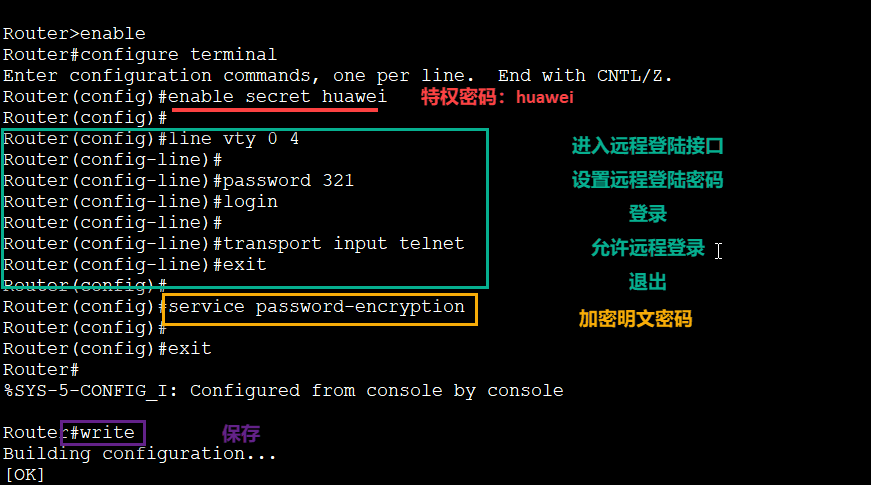 Router>enable
Router#configure terminal
Enter configuration commands, one per line.  End with CNTL/Z.
Router(config)#enable secret huawei 特权密码：huawei
Router(config)#
Router(config)#line vty 0 4 进入远程登陆接口
Router(config-line)#
Router(config-line)#password 321 设置远程登陆密码
Router(config-line)#login 登录
Router(config-line)#
Router(config-line)#transport input telnet 允许远程登录
Router(config-line)#exit 退出
Router(config)#
Router(config)#service password-encryption 加密明文密码
Router(config)#
Router(config)#exit
Router#
%SYS-5-CONFIG_I: Configured from console by console
Router#write 保存
Building configuration...
[OK]